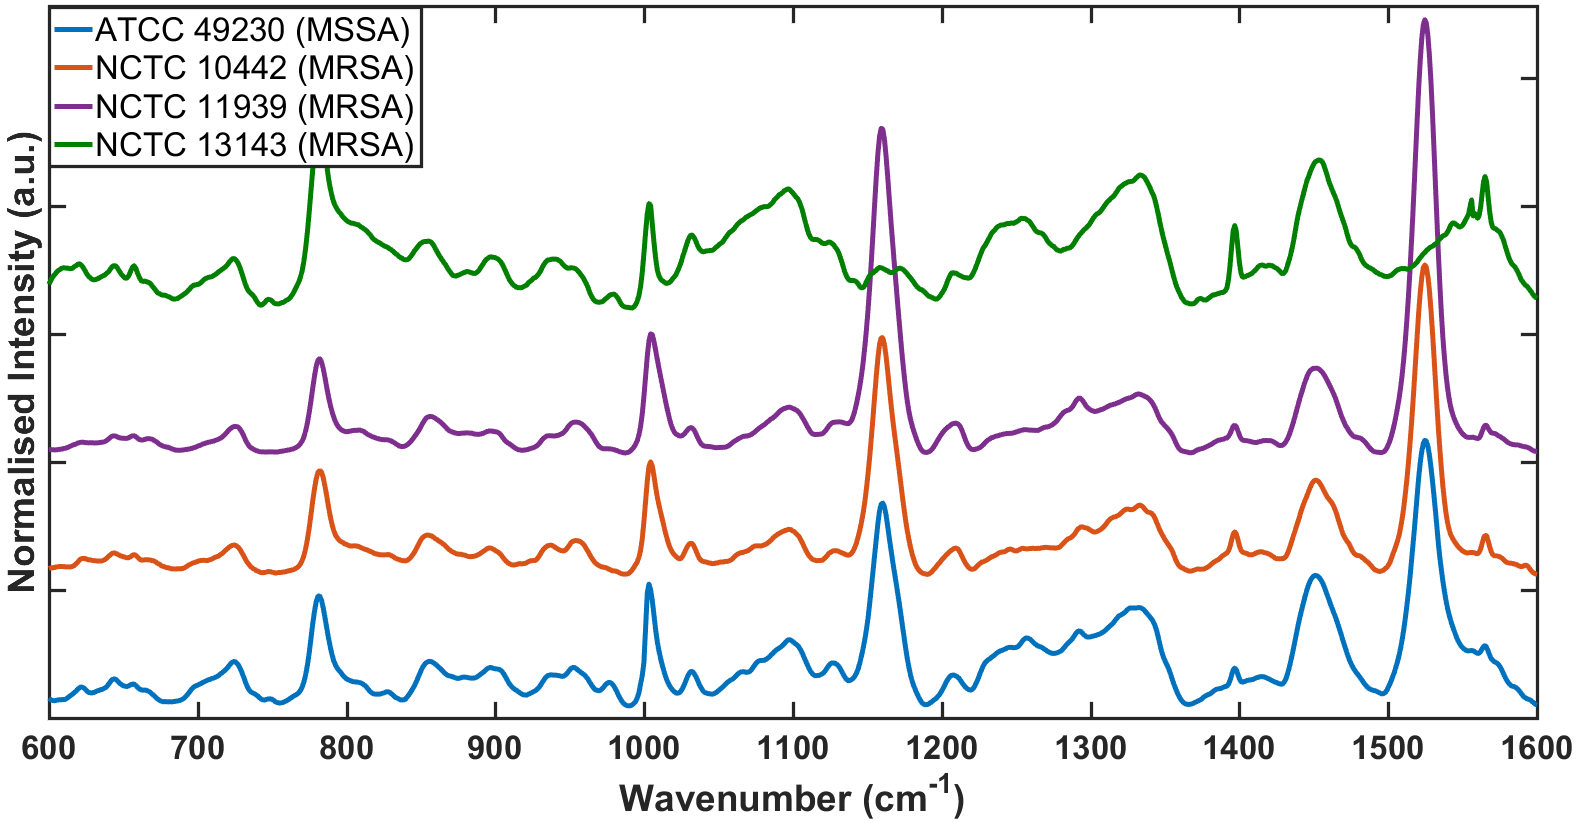 ATCC 49230 (MSSA)
NCTC 10442 (MRSA)
NCTC 11939 (MRSA)
NCTC 13143 (MRSA)
Normalised Intensity (a.u.)
600 700 800 900 1000 1100 1200 1300 1400 1500 1600
Wavenumber (cm⁻¹)